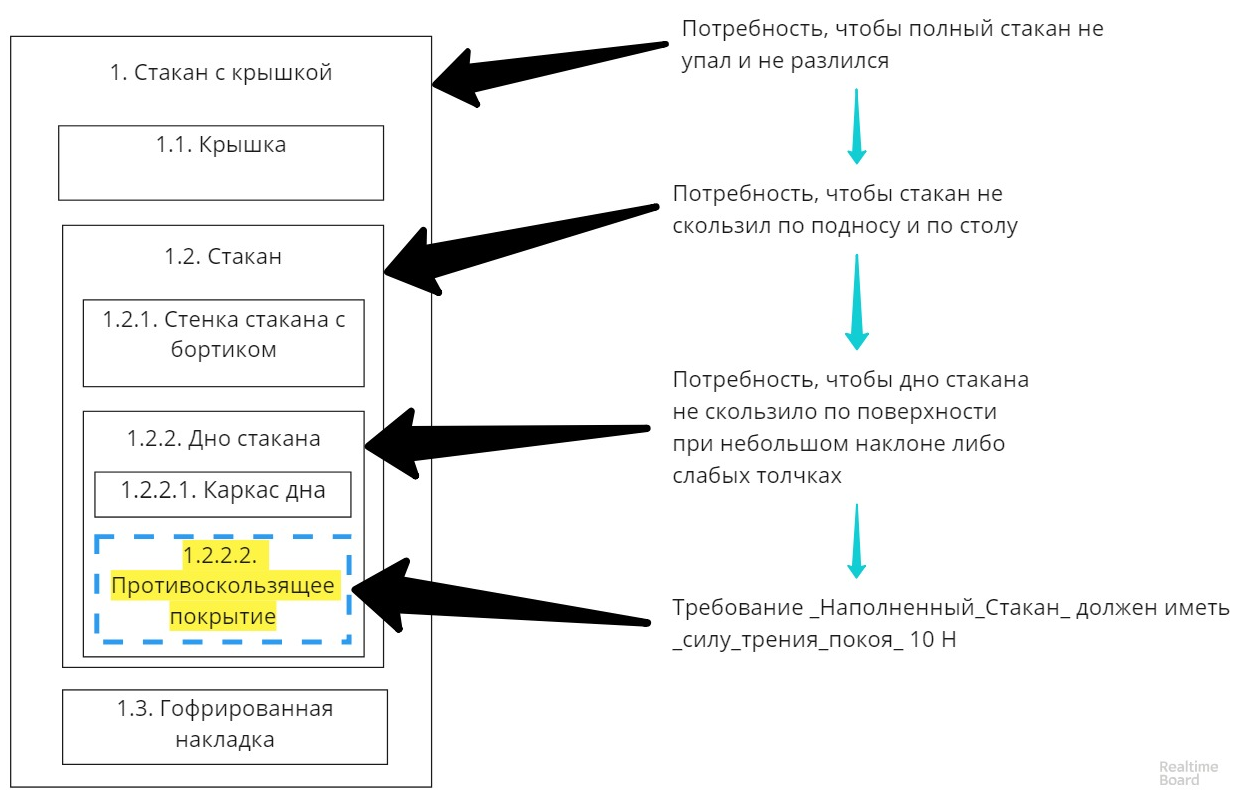 1. Стакан с крышкой
1.1. Крышка
1.2. Стакан
1.2.1. Стенка стакана с
бортиком
1.2.2. Дно стакана
1.2.2.1. Каркас дна
1.2.2.2.
Противоскользящее
покрытие
1.3. Гофрированная
накладка
Потребность, чтобы полный стакан не
упал и не разлился
Потребность, чтобы стакан не
скользил по подносу и по столу
Потребность, чтобы дно стакана
не скользило по поверхности
при небольшом наклоне либо
слабых толчках
Требование _Наполненный_Стакан_ должен иметь
_силу_трения_покоя_ 10 Н
Realtime
Board